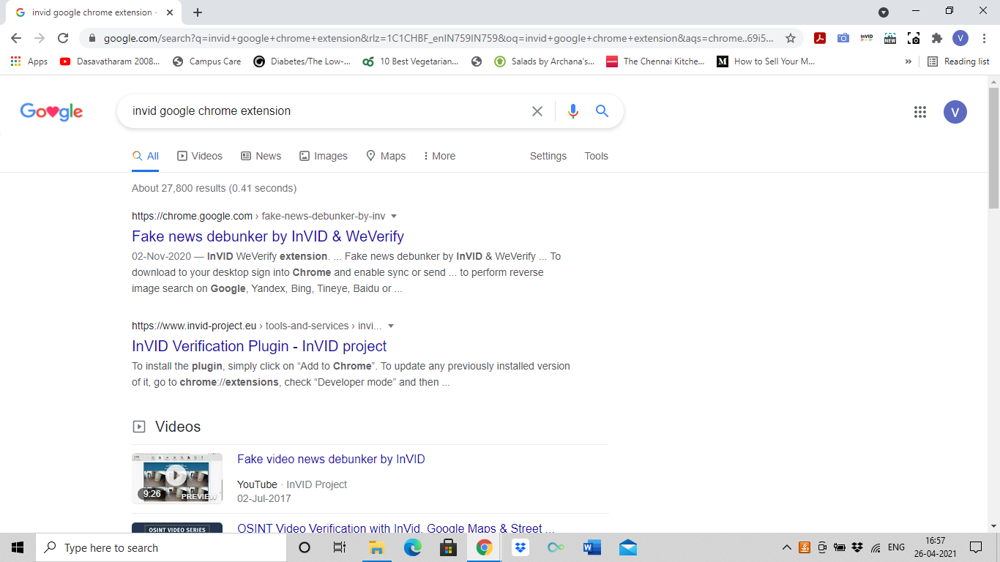 invid google chrome extension -
google.com/search?q=invid+google+chrome+extension&rlz=1C1CHBF_enIN759IN759&oq=invid+google+chrome+extension&aqs=chrome..69i5...
InVID
NEW
V
Apps
Dasavatharam 2008...
Campus Care
Diabetes/The Low-...
10 Best Vegetarian...
Salads by Archana's...
The Chennai Kitche...
M
How to Sell Your M...
»
Reading list
Google
invid google chrome extension
V
All
Videos
News
Images
Maps
More
Settings
Tools
About 27,800 results (0.41 seconds)
https://chrome.google.com › fake-news-debunker-by-inv
Fake news debunker by InVID & WeVerify
02-Nov-2020 — InVID WeVerify extension. ... Fake news debunker by InVID & WeVerify ... To
download to your desktop sign into Chrome and enable sync or send ... to perform reverse
image search on Google, Yandex, Bing, Tineye, Baidu or ...
https://www.invid-project.eu › tools-and-services › invi...
InVID Verification Plugin - InVID project
To install the plugin, simply click on “Add to Chrome”. To update any previously installed version
of it, go to chrome://extensions, check “Developer mode” and then ...
Videos
9:26
PREVIEW
Fake video news debunker by InVID
YouTube · InVID Project
02-Jul-2017
OSINT VIDEO SERIES
OSINT Video Verification with InVid, Google Maps & Street ...
Type here to search
W
ENG
16:57
26-04-2021